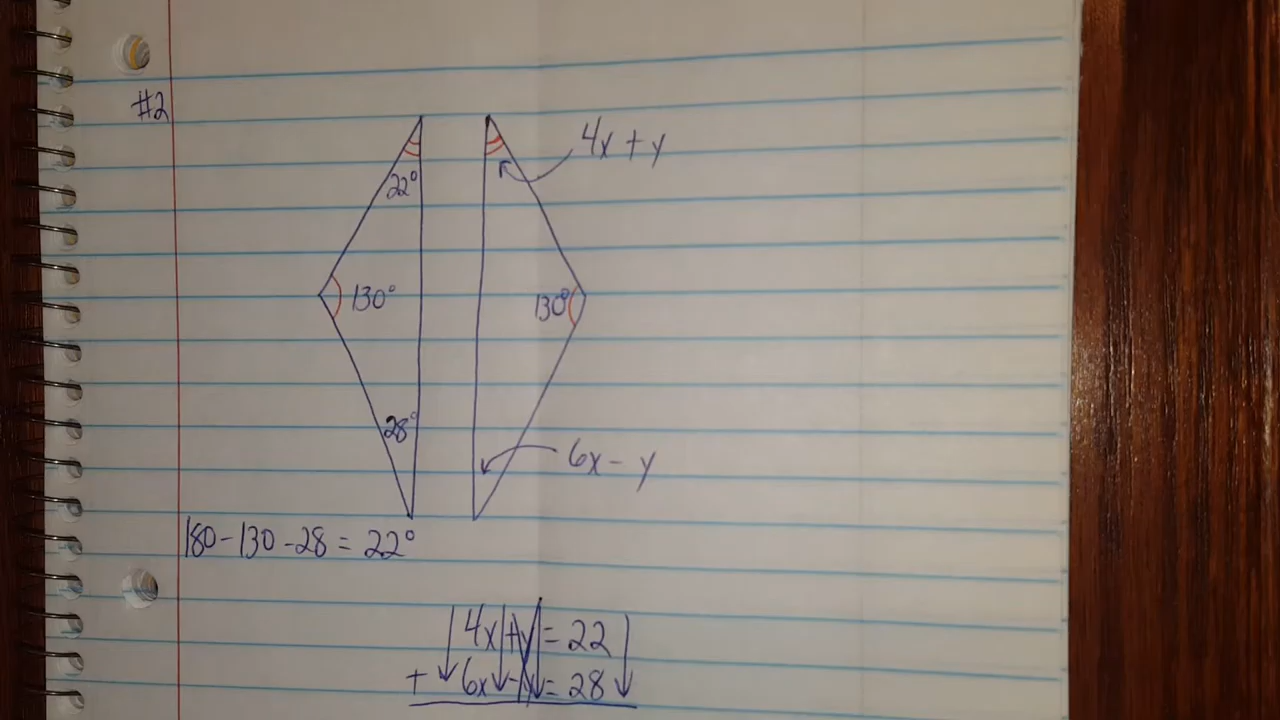 #2
4x + y
22°
130°
130°
28°
6x - y
180 - 130 - 28 = 22°
4x + y = 22
+ 6x - y = 28